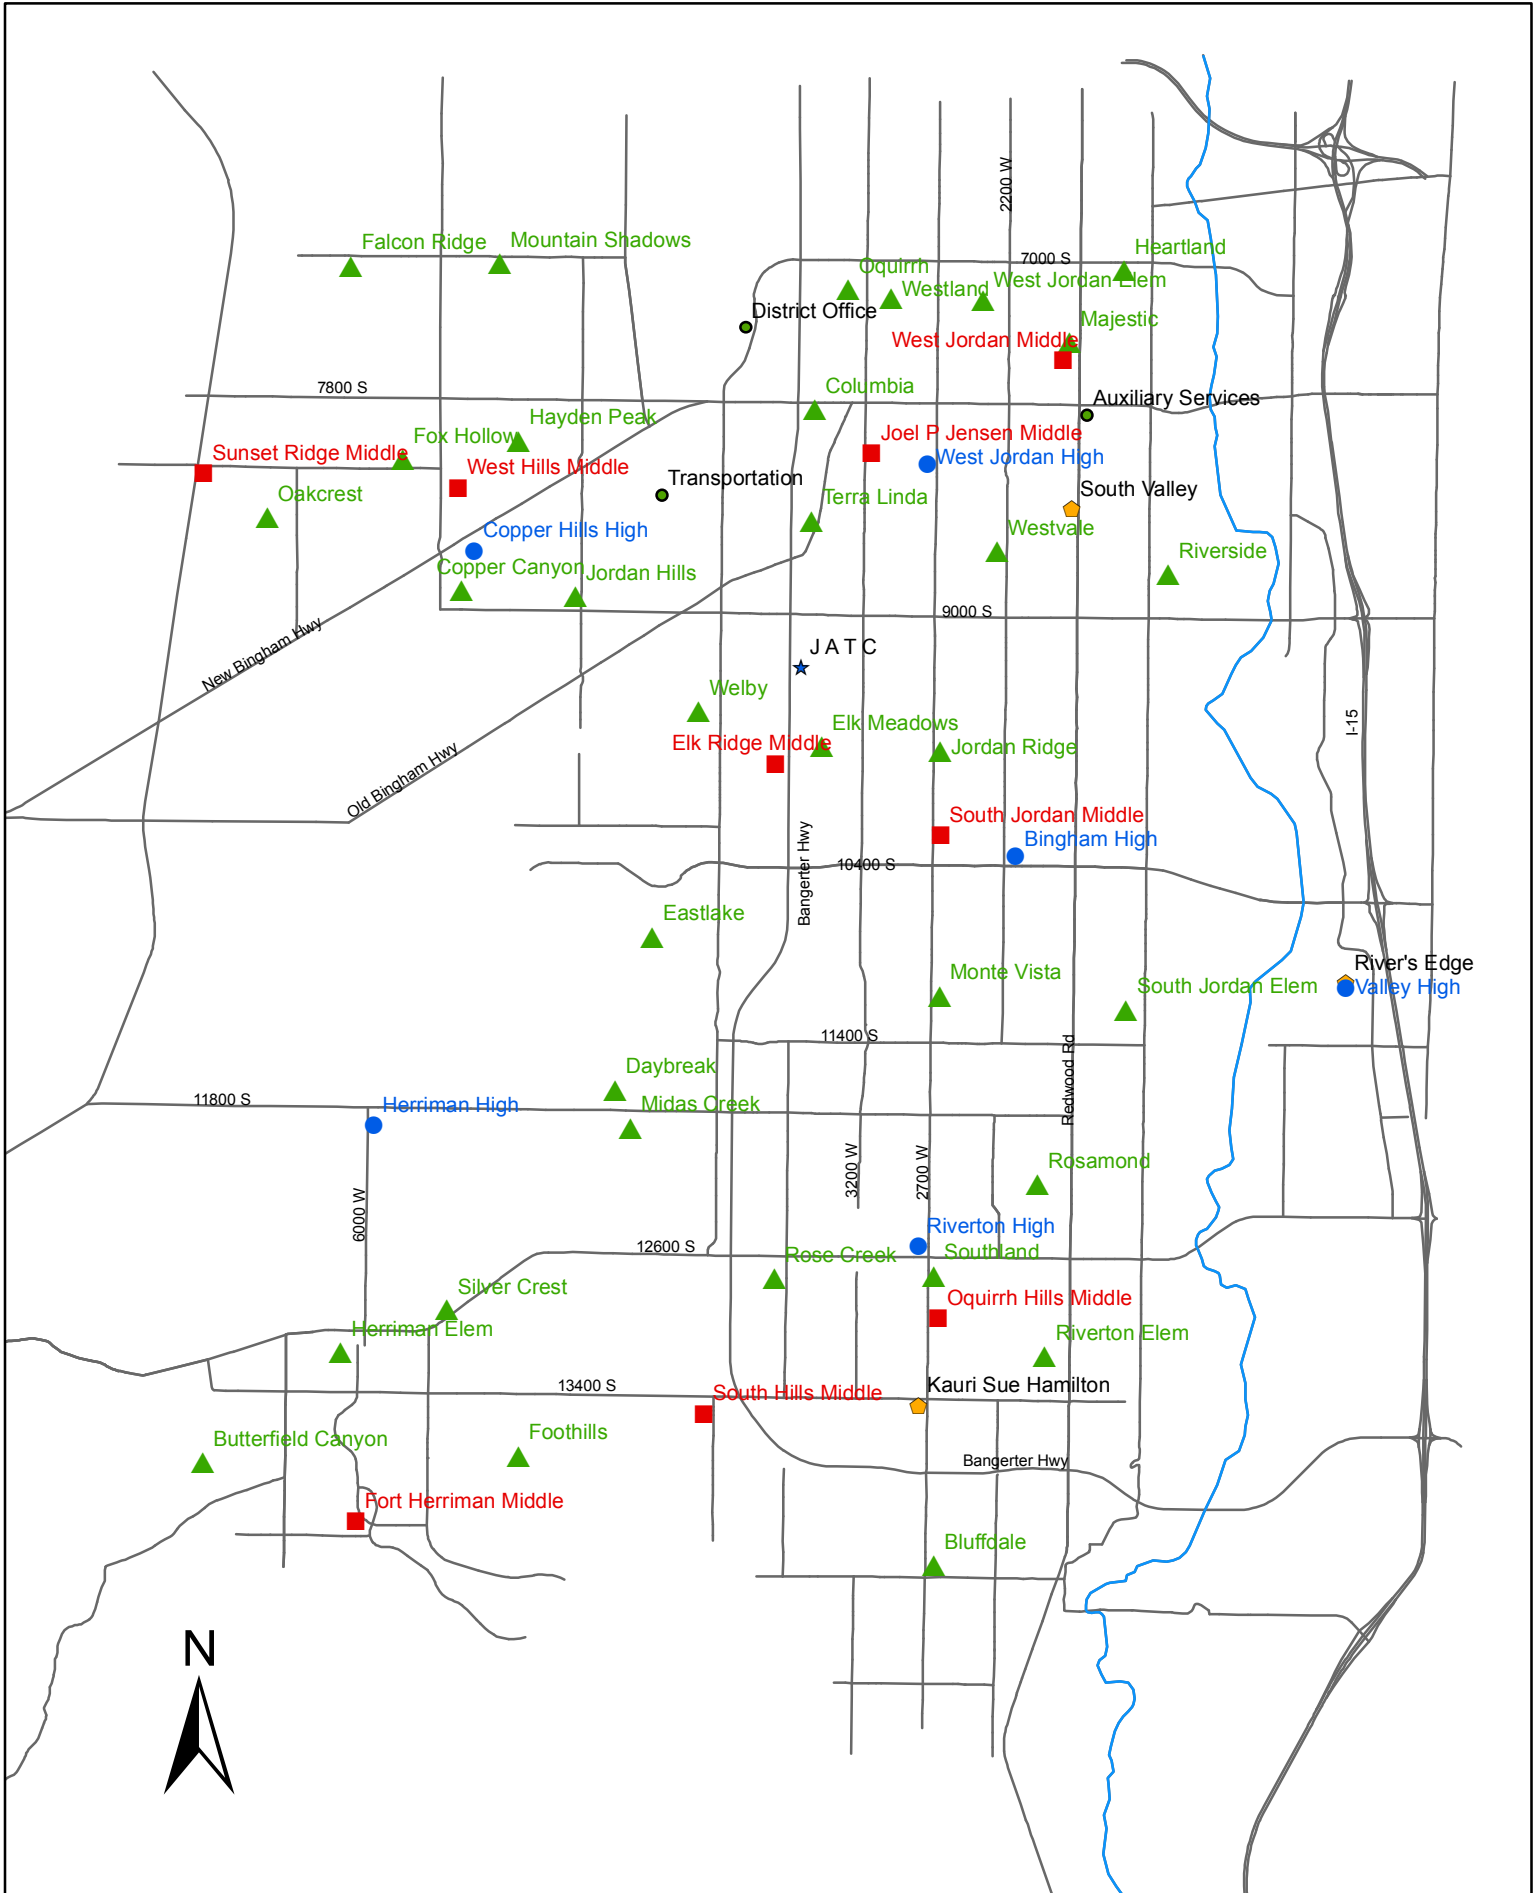 2200 W
Falcon Ridge
Mountain Shadows
Heartland
7000 S
Oquirrh
Westland
West Jordan Elem
District Office
Majestic
West Jordan Middle
7800 S
Columbia
Auxiliary Services
Hayden Peak
Fox Hollow
Joel P Jensen Middle
Sunset Ridge Middle
West Hills Middle
West Jordan High
Transportation
South Valley
Oakcrest
Terra Linda
Copper Hills High
Westvale
Riverside
Copper Canyon
Jordan Hills
9000 S
New Bingham Hwy
J A T C
Welby
Elk Meadows
I-15
Elk Ridge Middle
Jordan Ridge
Old Bingham Hwy
South Jordan Middle
Bingham High
10400 S
Bangerter Hwy
Eastlake
River's Edge
Monte Vista
South Jordan Elem
Valley High
11400 S
Redwood Rd
Daybreak
11800 S
Herriman High
Midas Creek
3200 W
2700 W
Rosamond
6000 W
Riverton High
12600 S
Rose Creek
Southland
Silver Crest
Oquirrh Hills Middle
Herriman Elem
Riverton Elem
13400 S
South Hills Middle
Kauri Sue Hamilton
Butterfield Canyon
Foothills
Bangerter Hwy
Fort Herriman Middle
Bluffdale
N